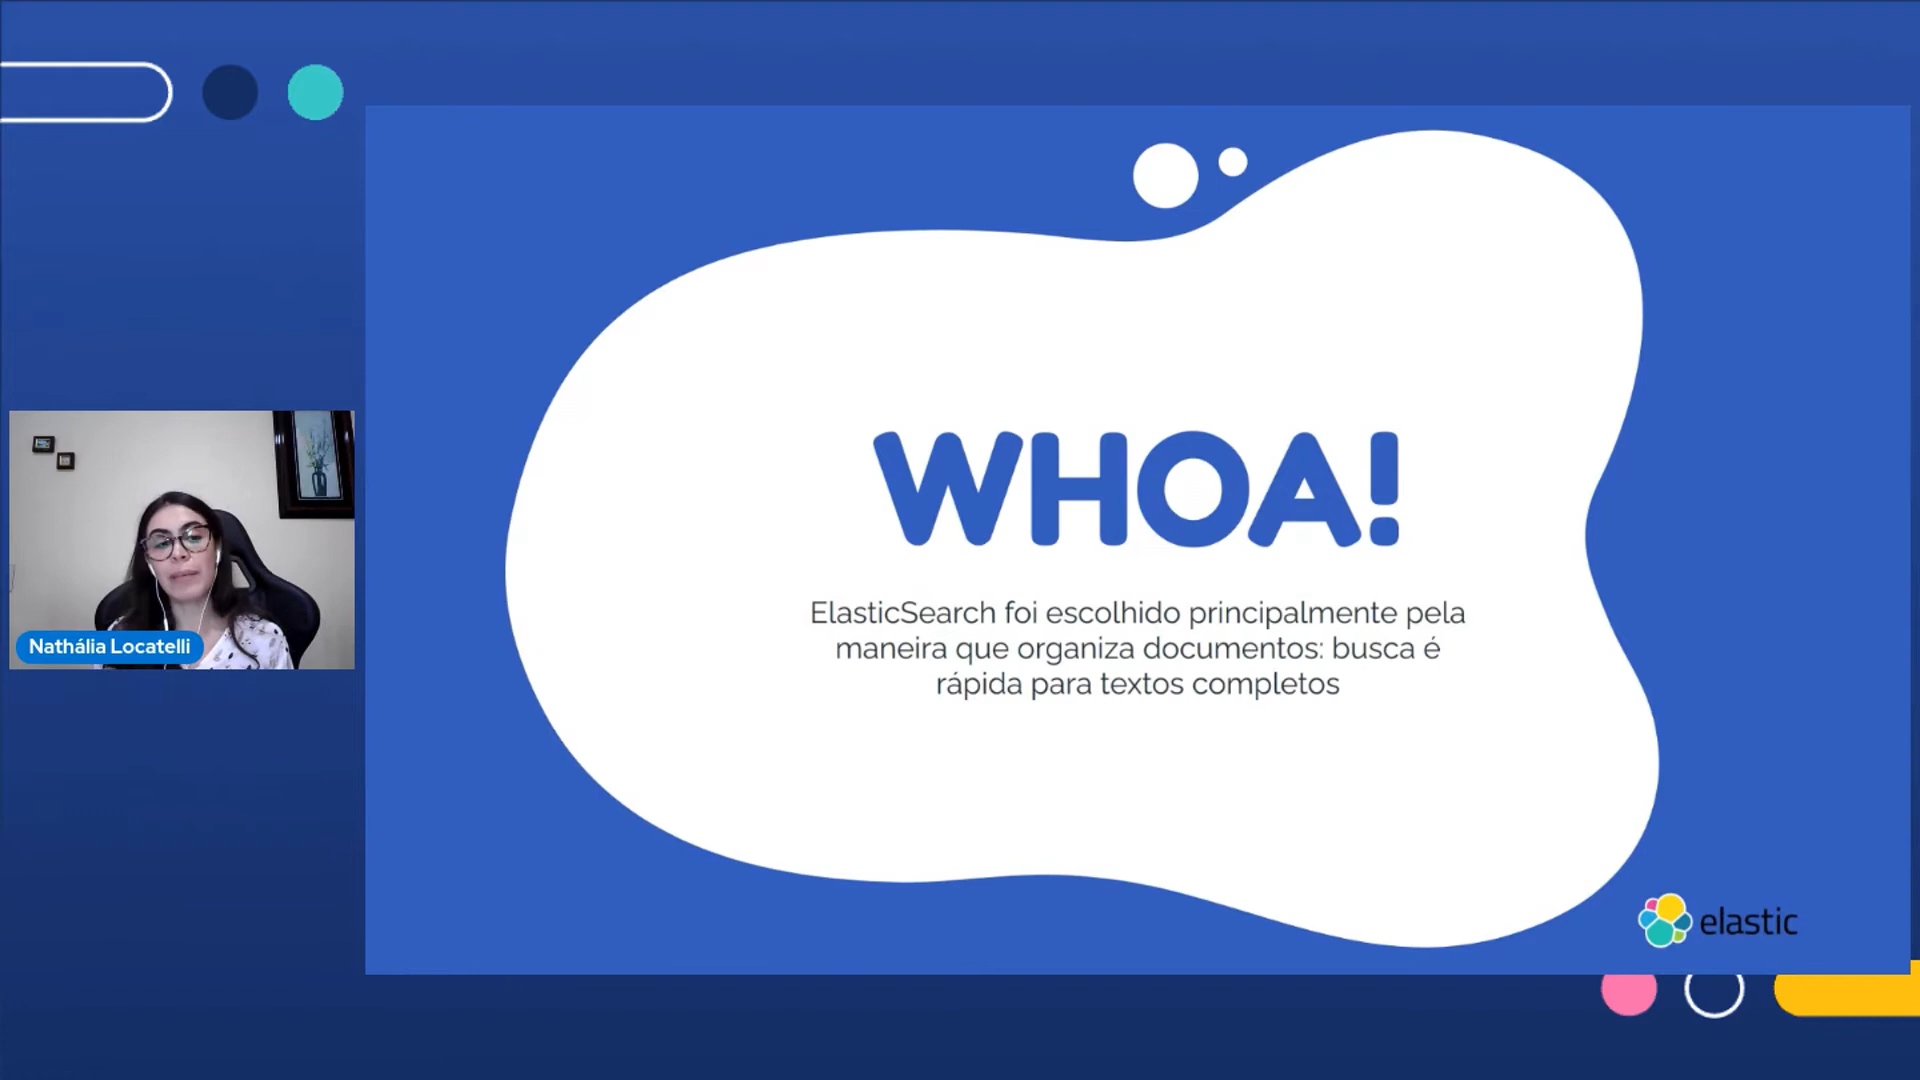 WHOA!
ElasticSearch foi escolhido principalmente pela
maneira que organiza documentos: busca é
rápida para textos completos
Nathália Locatelli
elastic